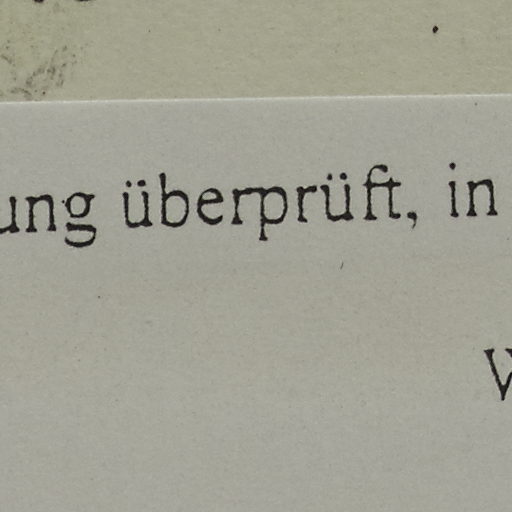 ung überprüft, in